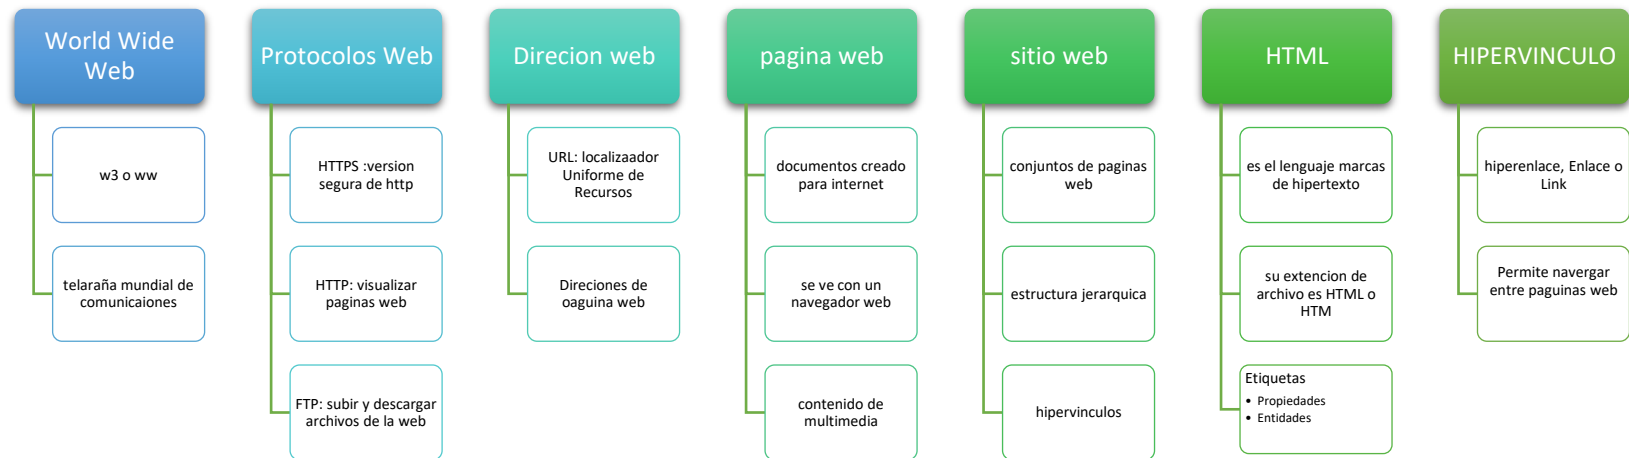 World Wide
Web
w3 o ww
telaraña mundial de
comunicaiones
Protocolos Web
HTTPS :version
segura de http
HTTP: visualizar
paginas web
FTP: subir y descargar
archivos de la web
Direcion web
URL: localizaador
Uniforme de
Recursos
Direciones de
oaguina web
pagina web
documentos creado
para internet
se ve con un
navegador web
contenido de
multimedia
sitio web
conjuntos de paginas
web
estructura jerarquica
hipervinculos
HTML
es el lenguaje marcas
de hipertexto
su extencion de
archivo es HTML o
HTM
Etiquetas
• Propiedades
• Entidades
HIPERVINCULO
hiperenlace, Enlace o
Link
Permite navergar
entre paguinas web